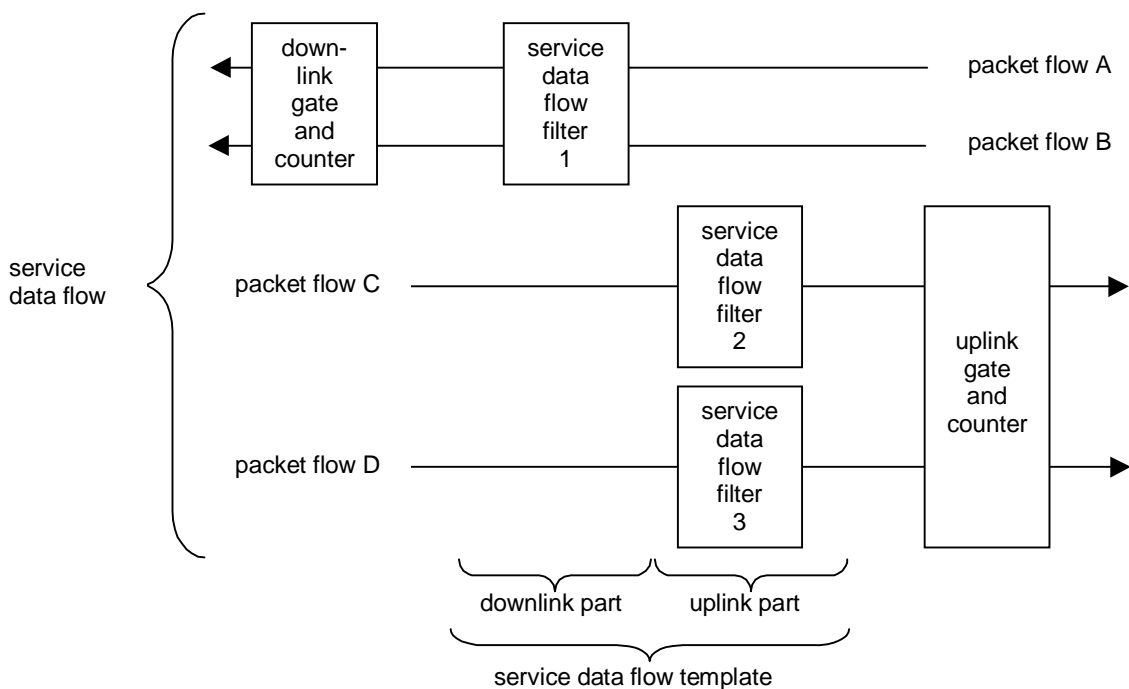 down-
link
gate
and
counter
service
data
flow
filter
1
packet flow A
packet flow B
service
data flow
packet flow C
service
data
flow
filter
2
uplink
gate
and
counter
packet flow D
service
data
flow
filter
3
downlink part
uplink part
service data flow template